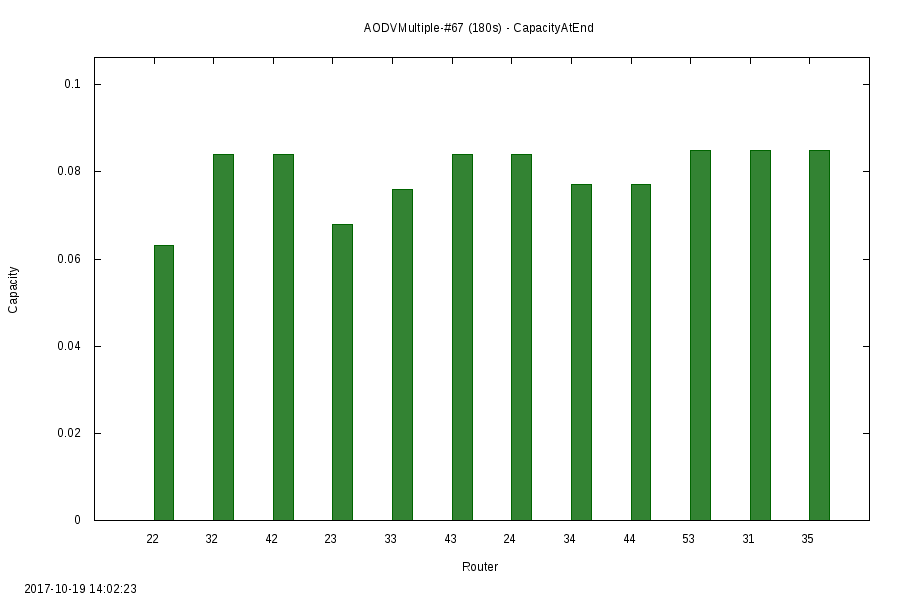 AODVMultiple-#67 (180s) - CapacityAtEnd
0.1
0.08
0.06
0.04
0.02
0
Capacity
22 32 42 23 33 43 24 34 44 53 31 35
Router
2017-10-19 14:02:23